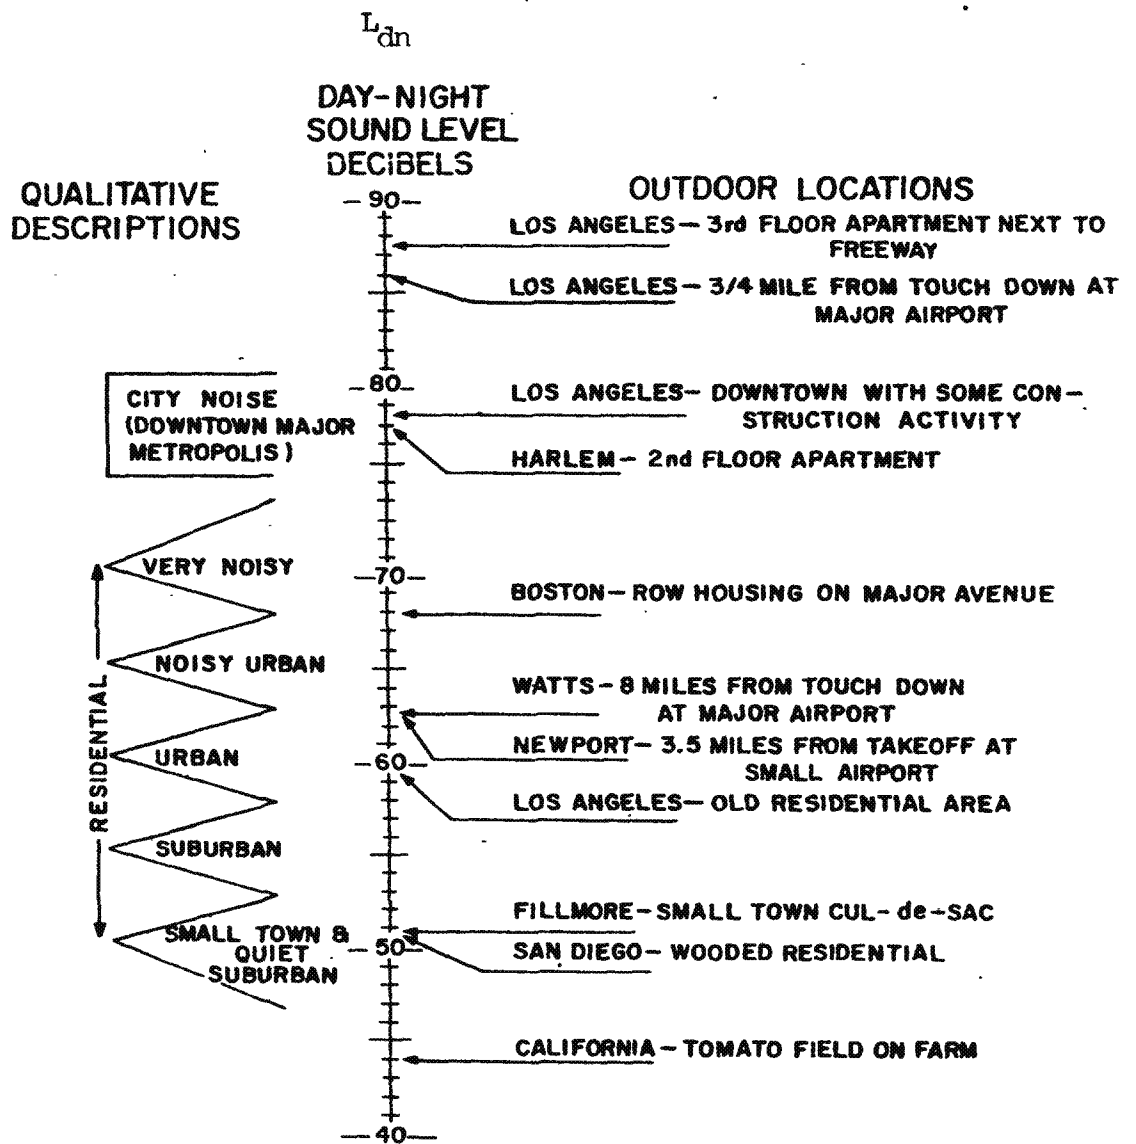 Ldn
DAY-NIGHT
SOUND LEVEL
DECIBELS
QUALITATIVE
DESCRIPTIONS
OUTDOOR LOCATIONS
-90-
LOS ANGELES- 3rd FLOOR APARTMENT NEXT TO
FREEWAY
LOS ANGELES- 3/4 MILE FROM TOUCH DOWN AT
MAJOR AIRPORT
-80-
CITY NOISE
(DOWNTOWN MAJOR
METROPOLIS)
LOS ANGELES- DOWNTOWN WITH SOME CON-
STRUCTION ACTIVITY
HARLEM- 2nd FLOOR APARTMENT
VERY NOISY
-70-
BOSTON- ROW HOUSING ON MAJOR AVENUE
NOISY URBAN
WATTS- 8 MILES FROM TOUCH DOWN
AT MAJOR AIRPORT
RESIDENTIAL
URBAN
-60-
NEWPORT- 3.5 MILES FROM TAKEOFF AT
SMALL AIRPORT
LOS ANGELES- OLD RESIDENTIAL AREA
SUBURBAN
FILLMORE- SMALL TOWN CUL-de-SAC
SMALL TOWN &
QUIET
SUBURBAN
-50-
SAN DIEGO- WOODED RESIDENTIAL
CALIFORNIA- TOMATO FIELD ON FARM
-40-